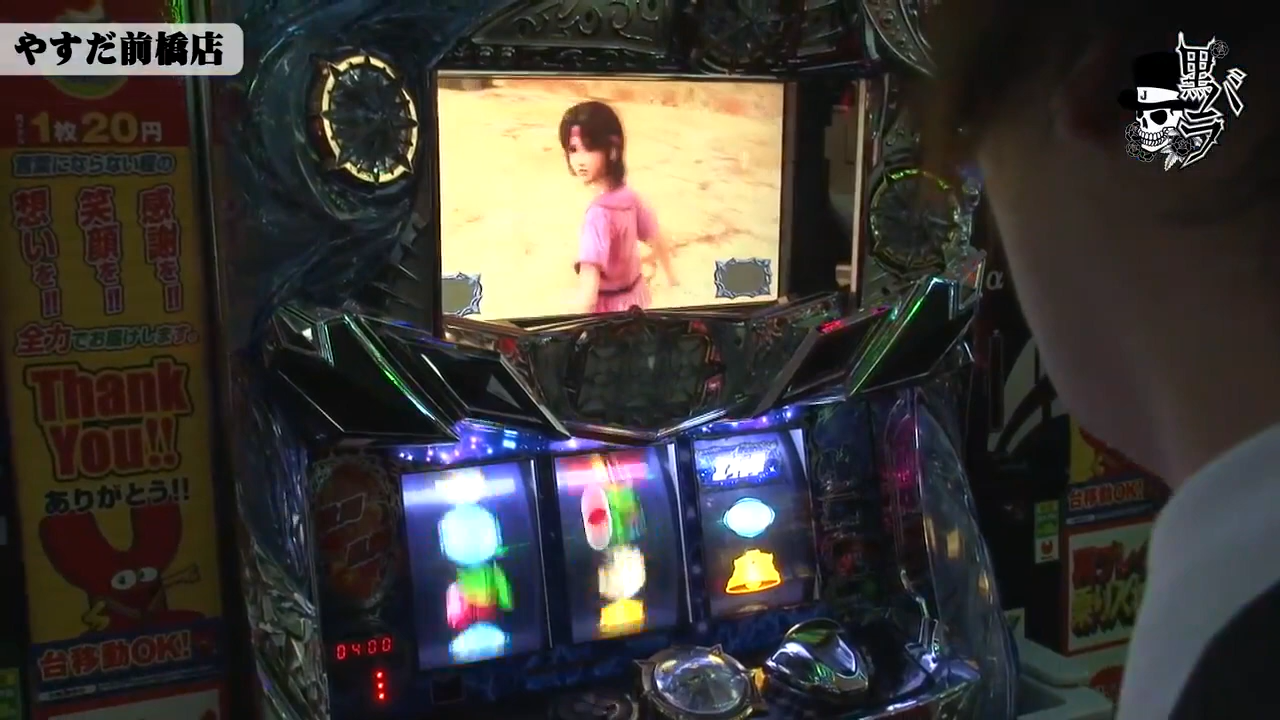 やすだ前橋店
黒バラ
1枚20円
言葉にならない程の
感謝を!!
笑顔を!!
想いを!!
全力でお届けします。
Thank
You!!
ありがとう!!
台移動OK!
α
台移動OK!
0400